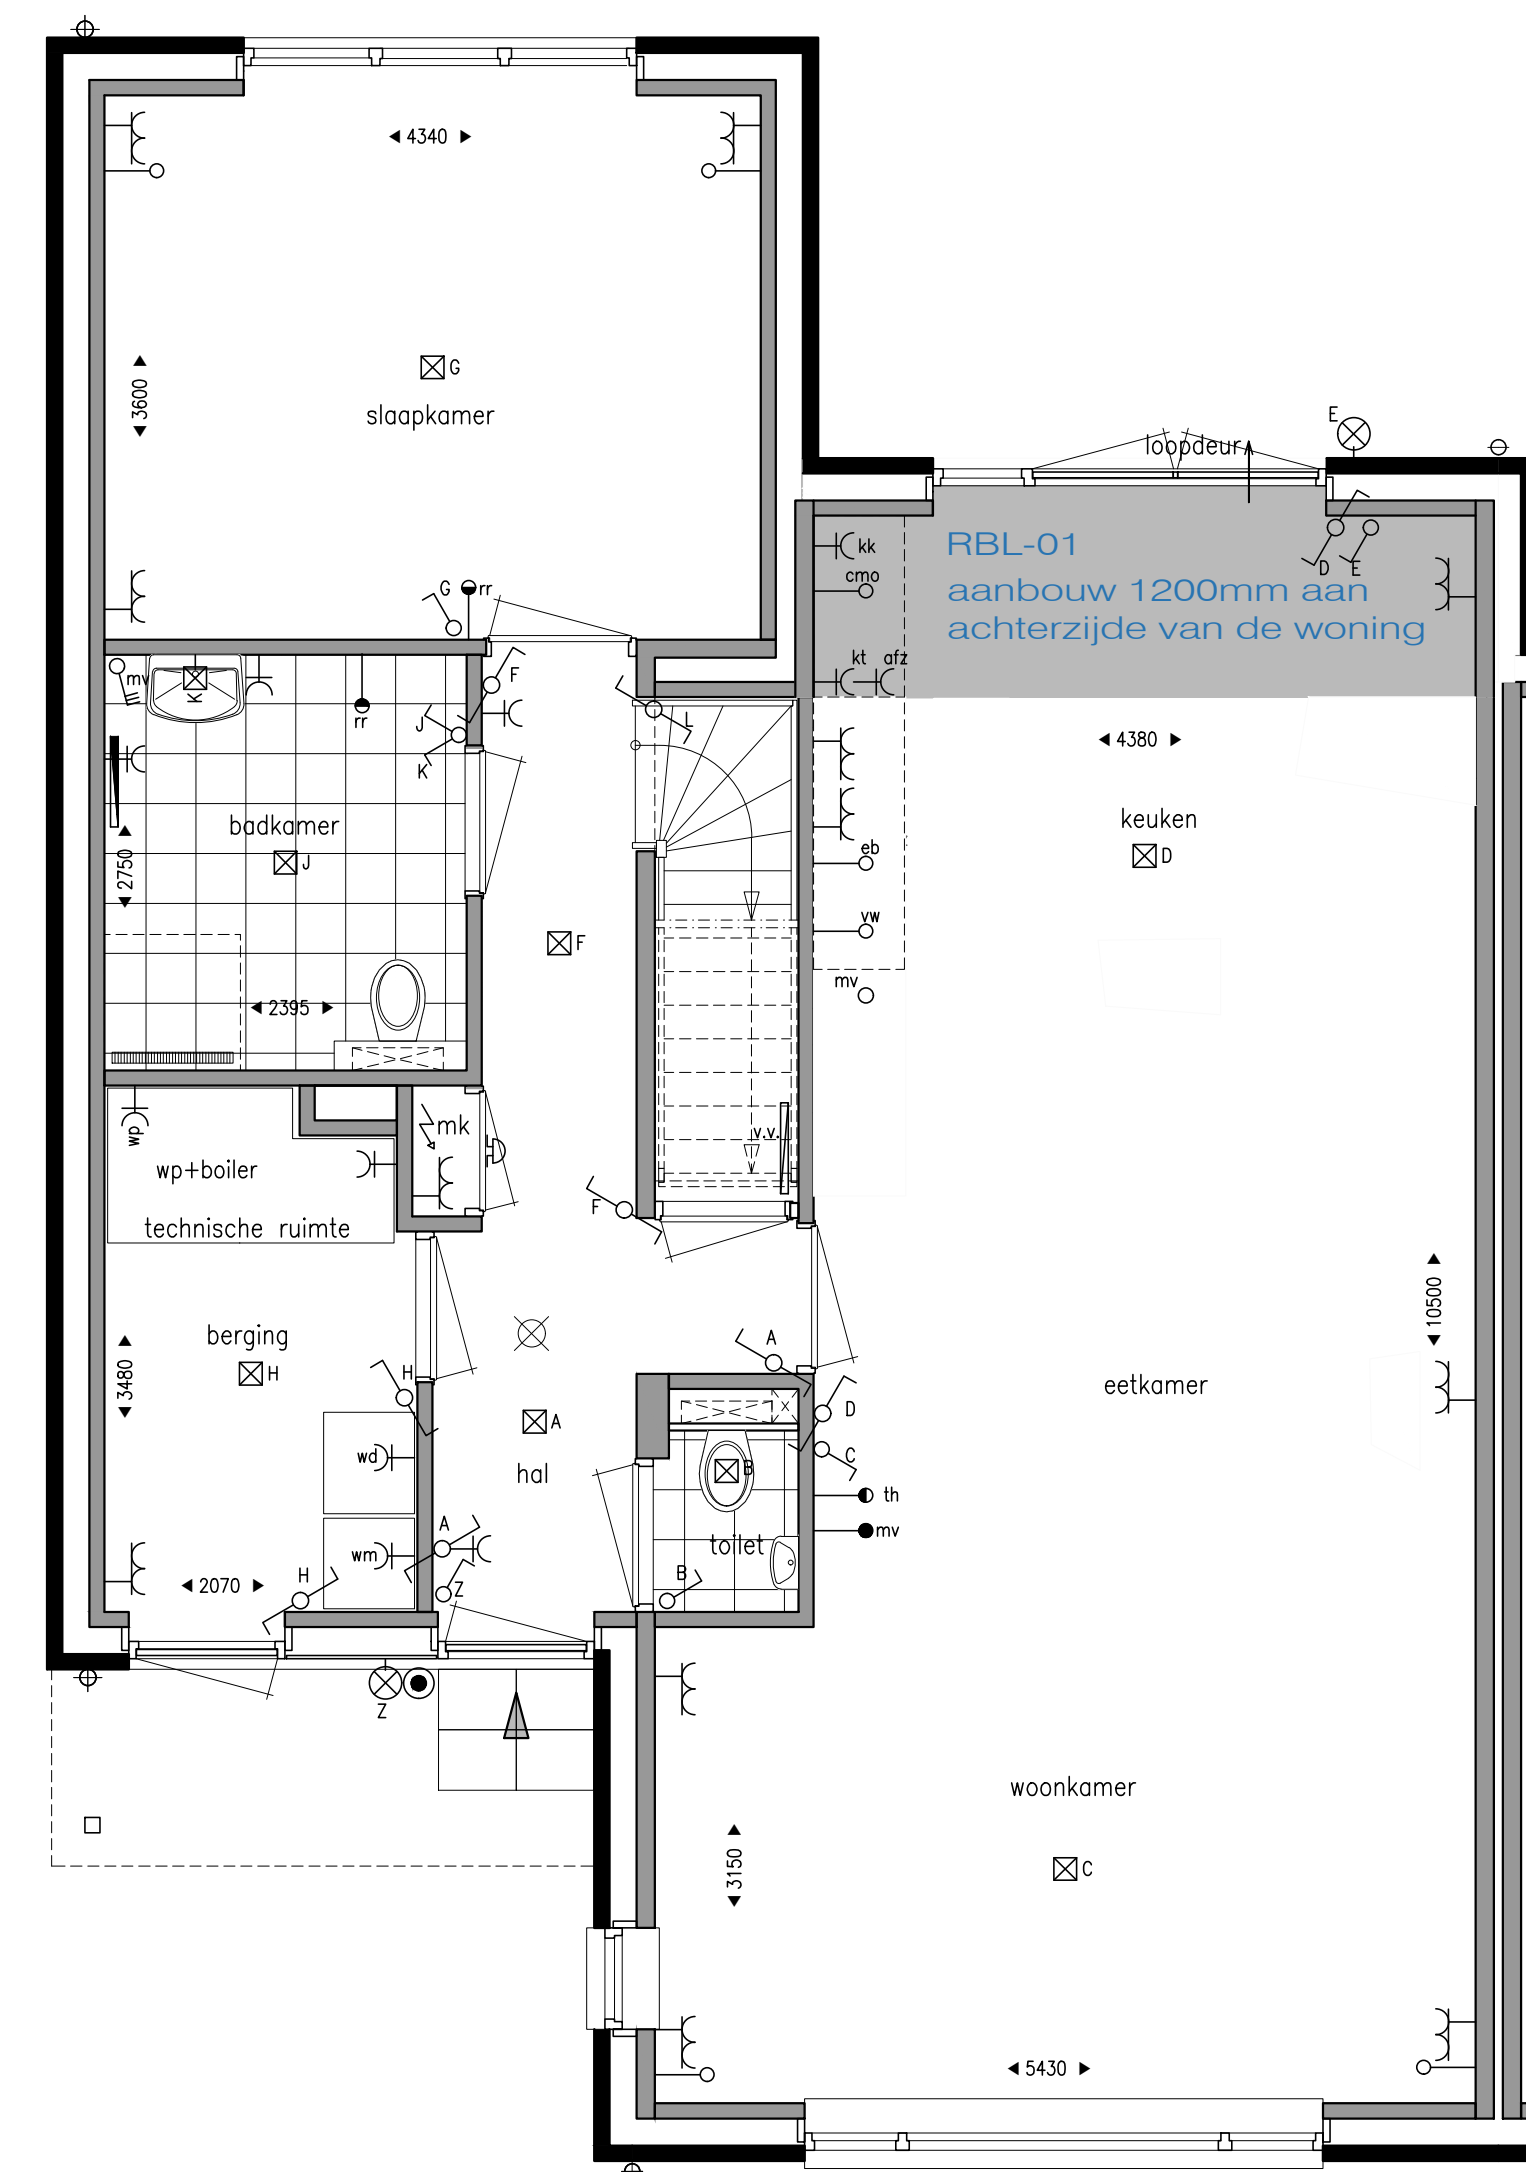 4340
3600
G
slaapkamer
E
loopdeur
RBL-01
aanbouw 1200mm aan
achterzijde van de woning
kk
cmo
D
E
G
rr
kt
afz
mv
K
rr
F
J
K
L
4380
badkamer
J
2750
keuken
D
eb
vw
F
mv
2395
wp
mk
v.v.
wp+boiler
technische ruimte
F
10500
berging
H
3480
H
A
eetkamer
A
D
C
hal
B
wd
th
mv
A
toilet
wm
2070
H
Z
B
Z
woonkamer
C
3150
5430